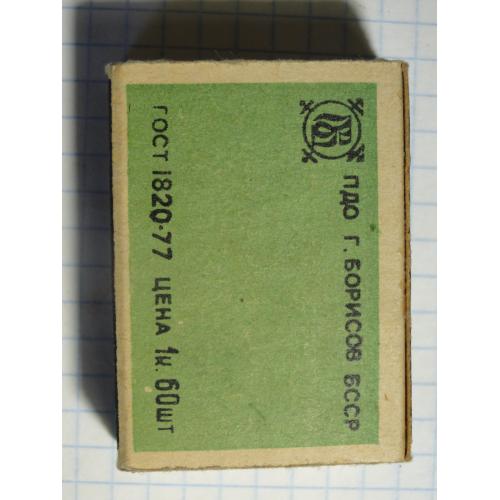 ПДО Г. БОРИСОВ БССР
ГОСТ 1820-77 ЦЕНА 1к. 60шт